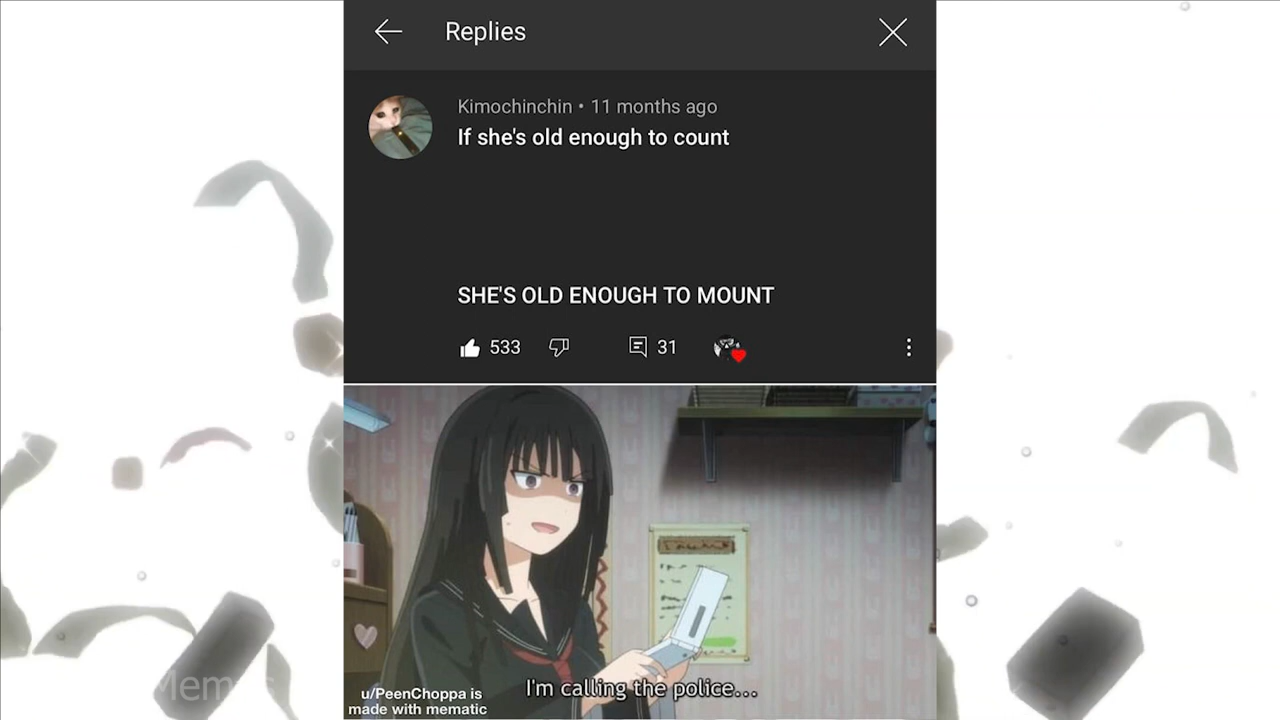 Replies
Kimochinchin • 11 months ago
If she's old enough to count
SHE'S OLD ENOUGH TO MOUNT
533
31
I'm calling the police...
u/PeenChoppa is
made with mematic